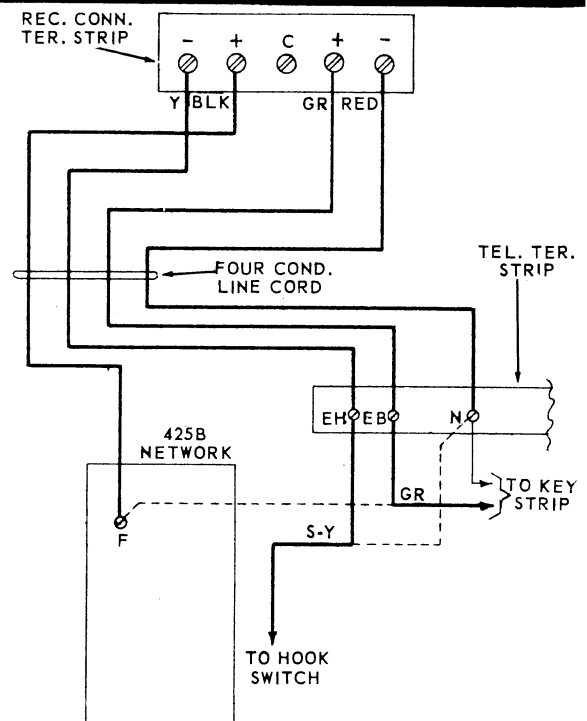 REC. CONN.
TER. STRIP
- + C + -
Y BLK GR RED
FOUR COND.
LINE CORD
TEL. TER.
STRIP
EH EB N
425B
NETWORK
F
GR
TO KEY
STRIP
S-Y
TO HOOK
SWITCH